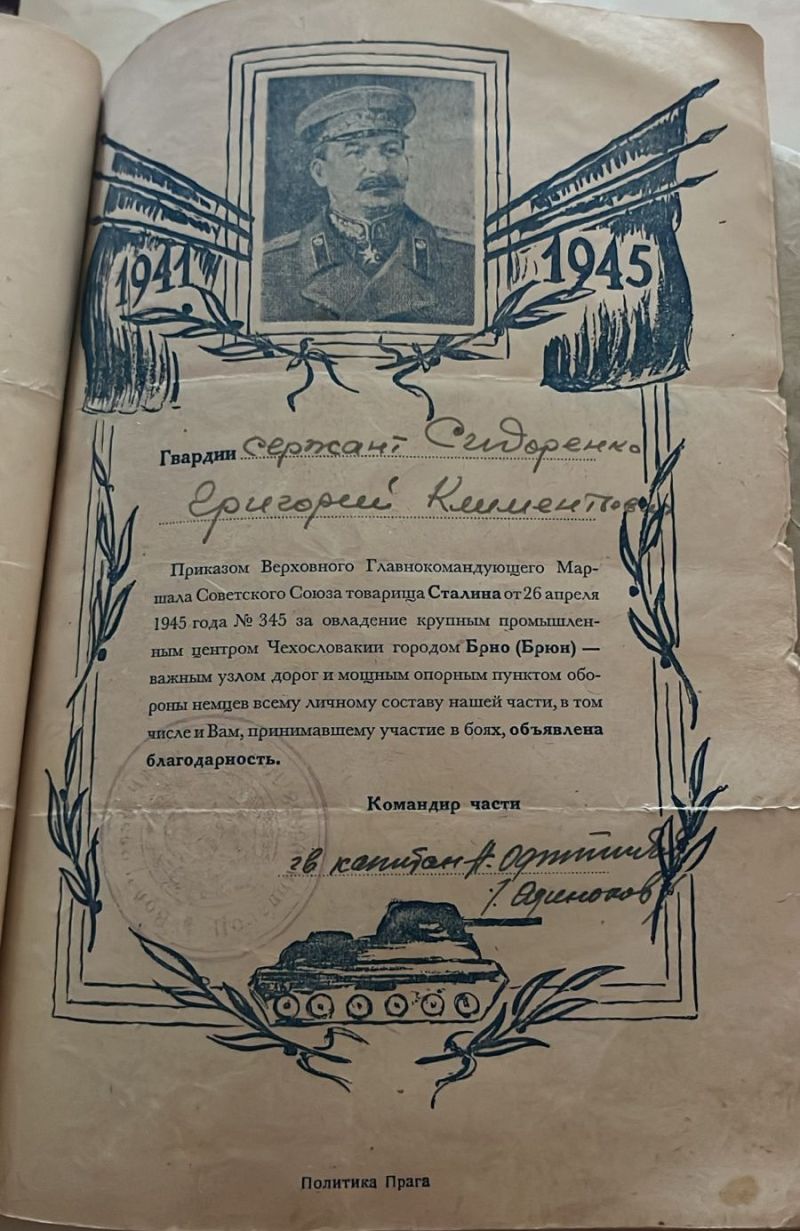 1941
1945
Гвардии сержант Сидоренко
Григорий Климентьевич
Приказом Верховного Главнокомандующего Мар-
шала Советского Союза товарища Сталина от 26 апреля
1945 года № 345 за овладение крупным промышлен-
ным центром Чехословакии городом Брно (Брюн) —
важным узлом дорог и мощным опорным пунктом обо-
роны немцев всему личному составу нашей части, в том
числе и Вам, принимавшему участие в боях, объявлена
благодарность.
Командир части
гв капитан
Одиноков
Политика Прага